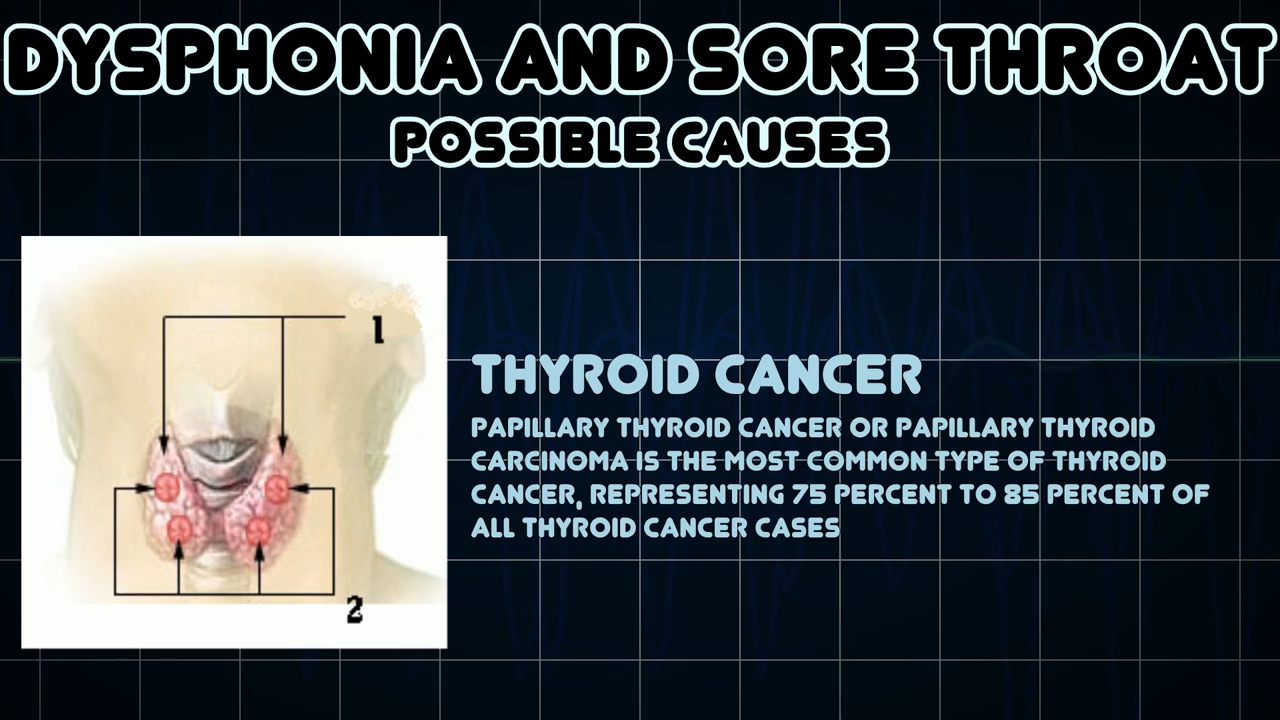 DYSPHONIA AND SORE THROAT
POSSIBLE CAUSES
1
THYROID CANCER
PAPILLARY THYROID CANCER OR PAPILLARY THYROID
CARCINOMA IS THE MOST COMMON TYPE OF THYROID
CANCER, REPRESENTING 75 PERCENT TO 85 PERCENT OF
ALL THYROID CANCER CASES
2